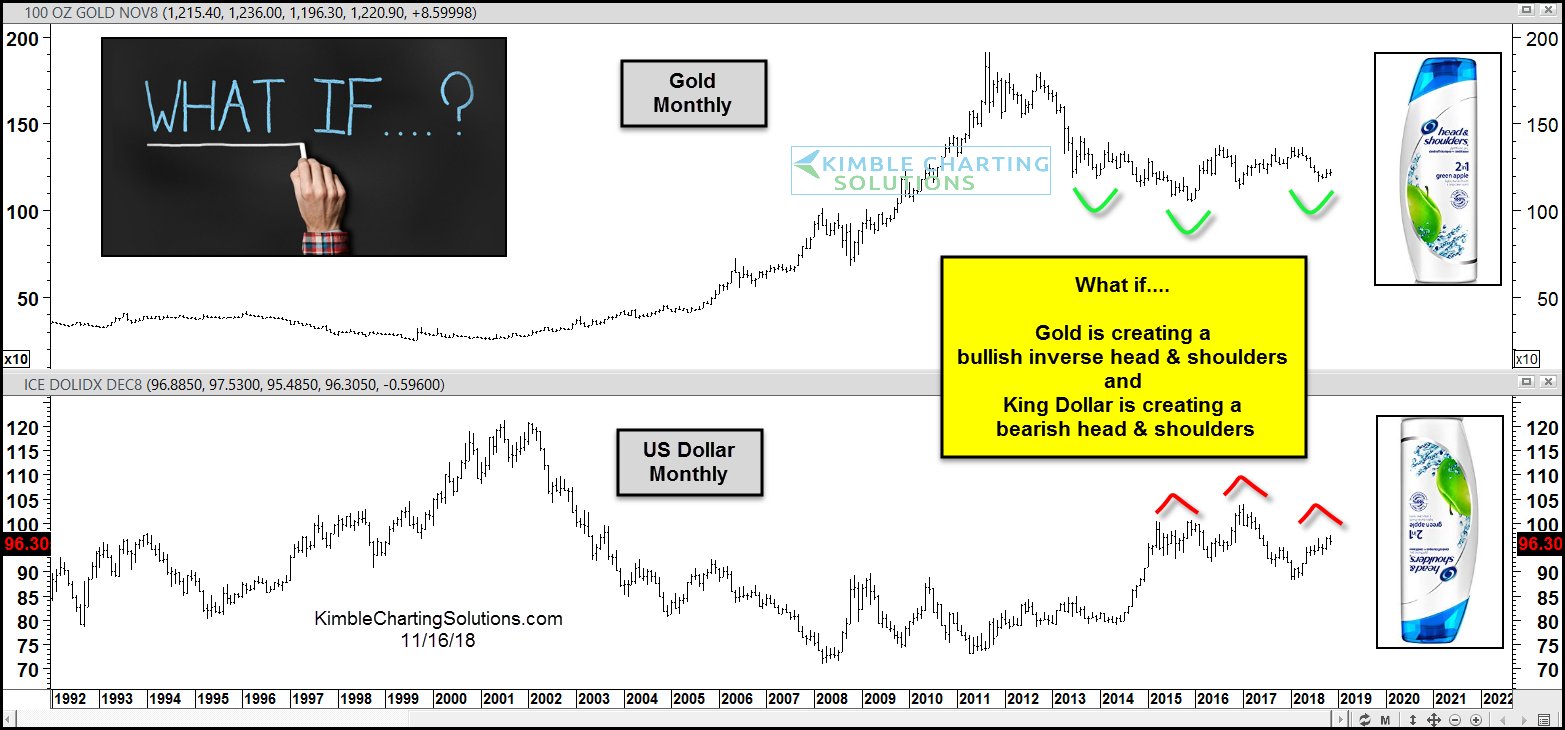 100 OZ GOLD NOV8 (1,215.40, 1,236.00, 1,196.30, 1,220.90, +8.59998)
200
150
100
50
x10
WHAT IF....?
Gold
Monthly
KIMBLE CHARTING
SOLUTIONS
200
150
100
50
x10
head&
shoulders
2in1
green apple
What if....
Gold is creating a
bullish inverse head & shoulders
and
King Dollar is creating a
bearish head & shoulders
ICE DOLIDX DEC8 (96.8850, 97.5300, 95.4850, 96.3050, -0.59600)
120
115
110
105
100
96.30
90
85
80
75
70
US Dollar
Monthly
KimbleChartingSolutions.com
11/16/18
120
115
110
105
100
96.30
90
85
80
75
70
head&
shoulders
2in1
green apple
1992 1993 1994 1995 1996 1997 1998 1999 2000 2001 2002 2003 2004 2005 2006 2007 2008 2009 2010 2011 2012 2013 2014 2015 2016 2017 2018 2019 2020 2021 2022
M